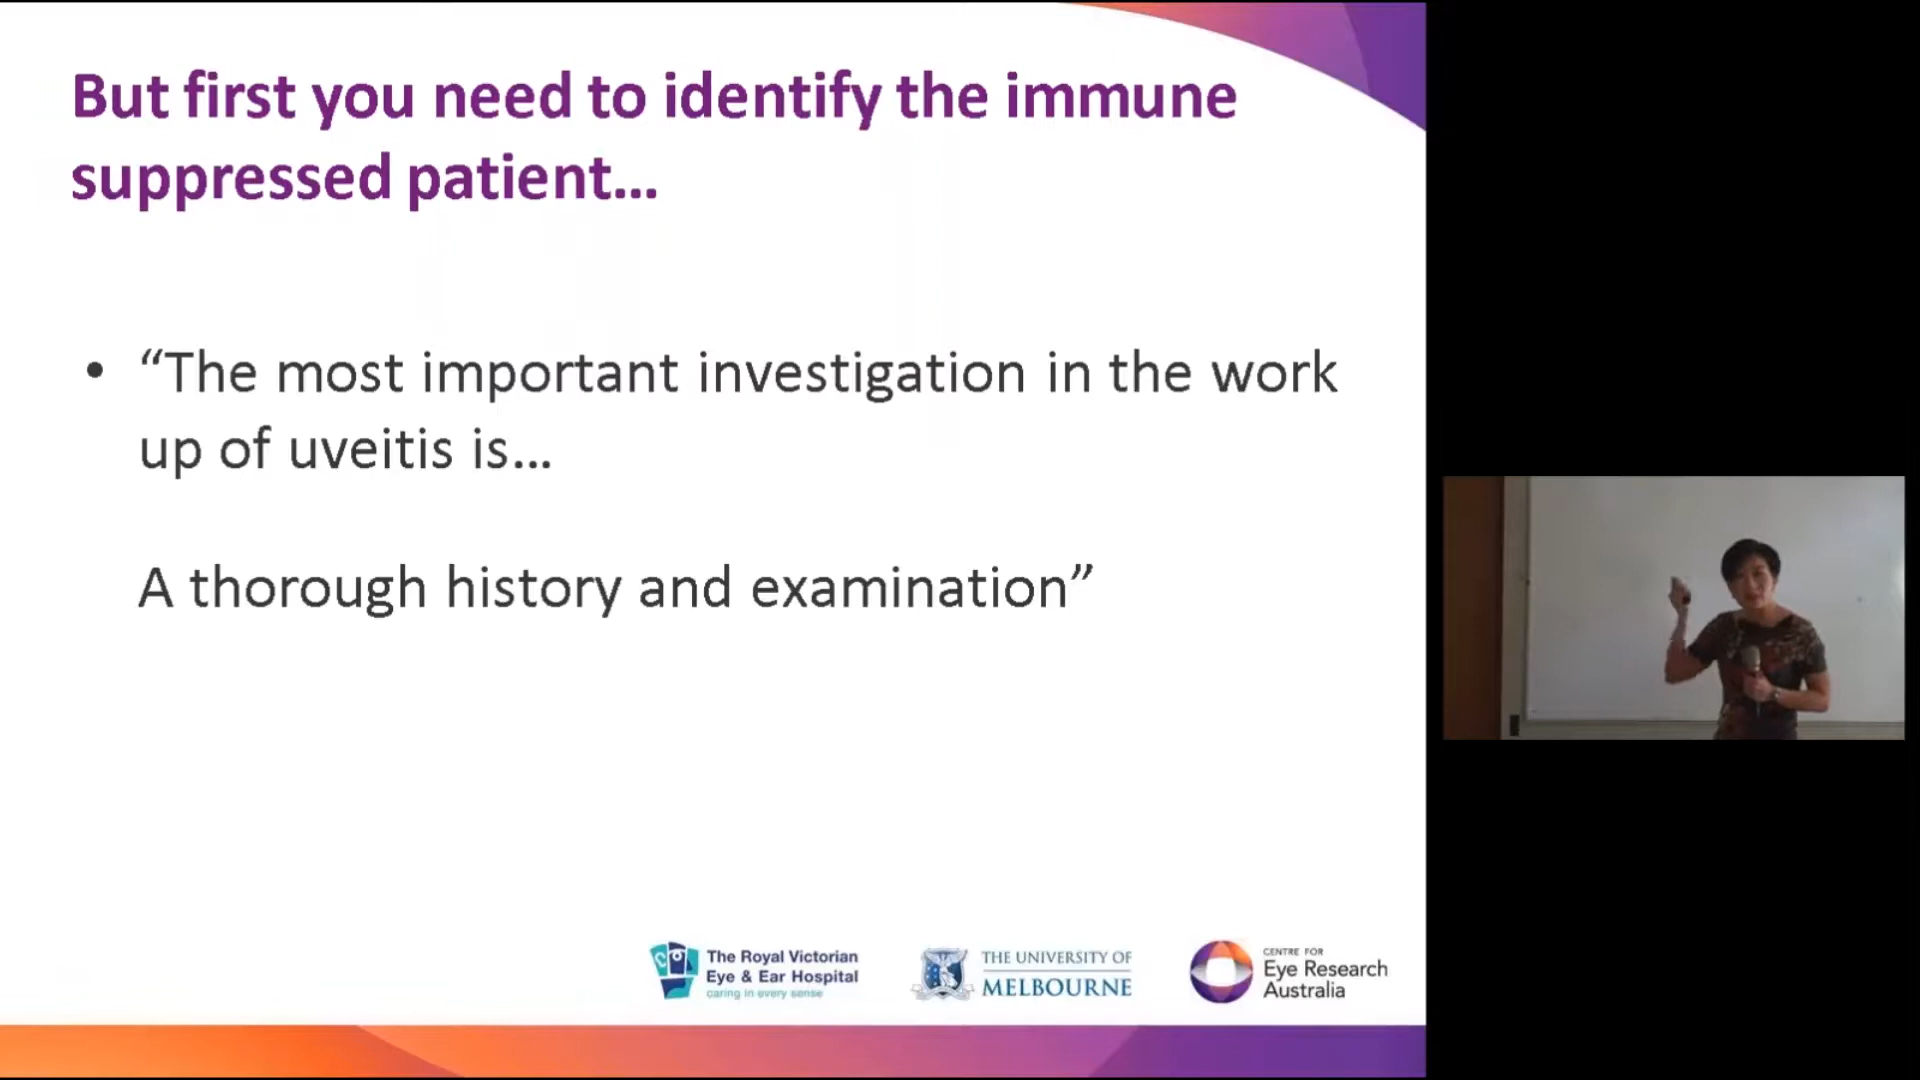 But first you need to identify the immune
suppressed patient...
• “The most important investigation in the work
up of uveitis is...
A thorough history and examination”
The Royal Victorian
Eye & Ear Hospital
caring in every sense
THE UNIVERSITY OF
MELBOURNE
CENTRE FOR
Eye Research
Australia